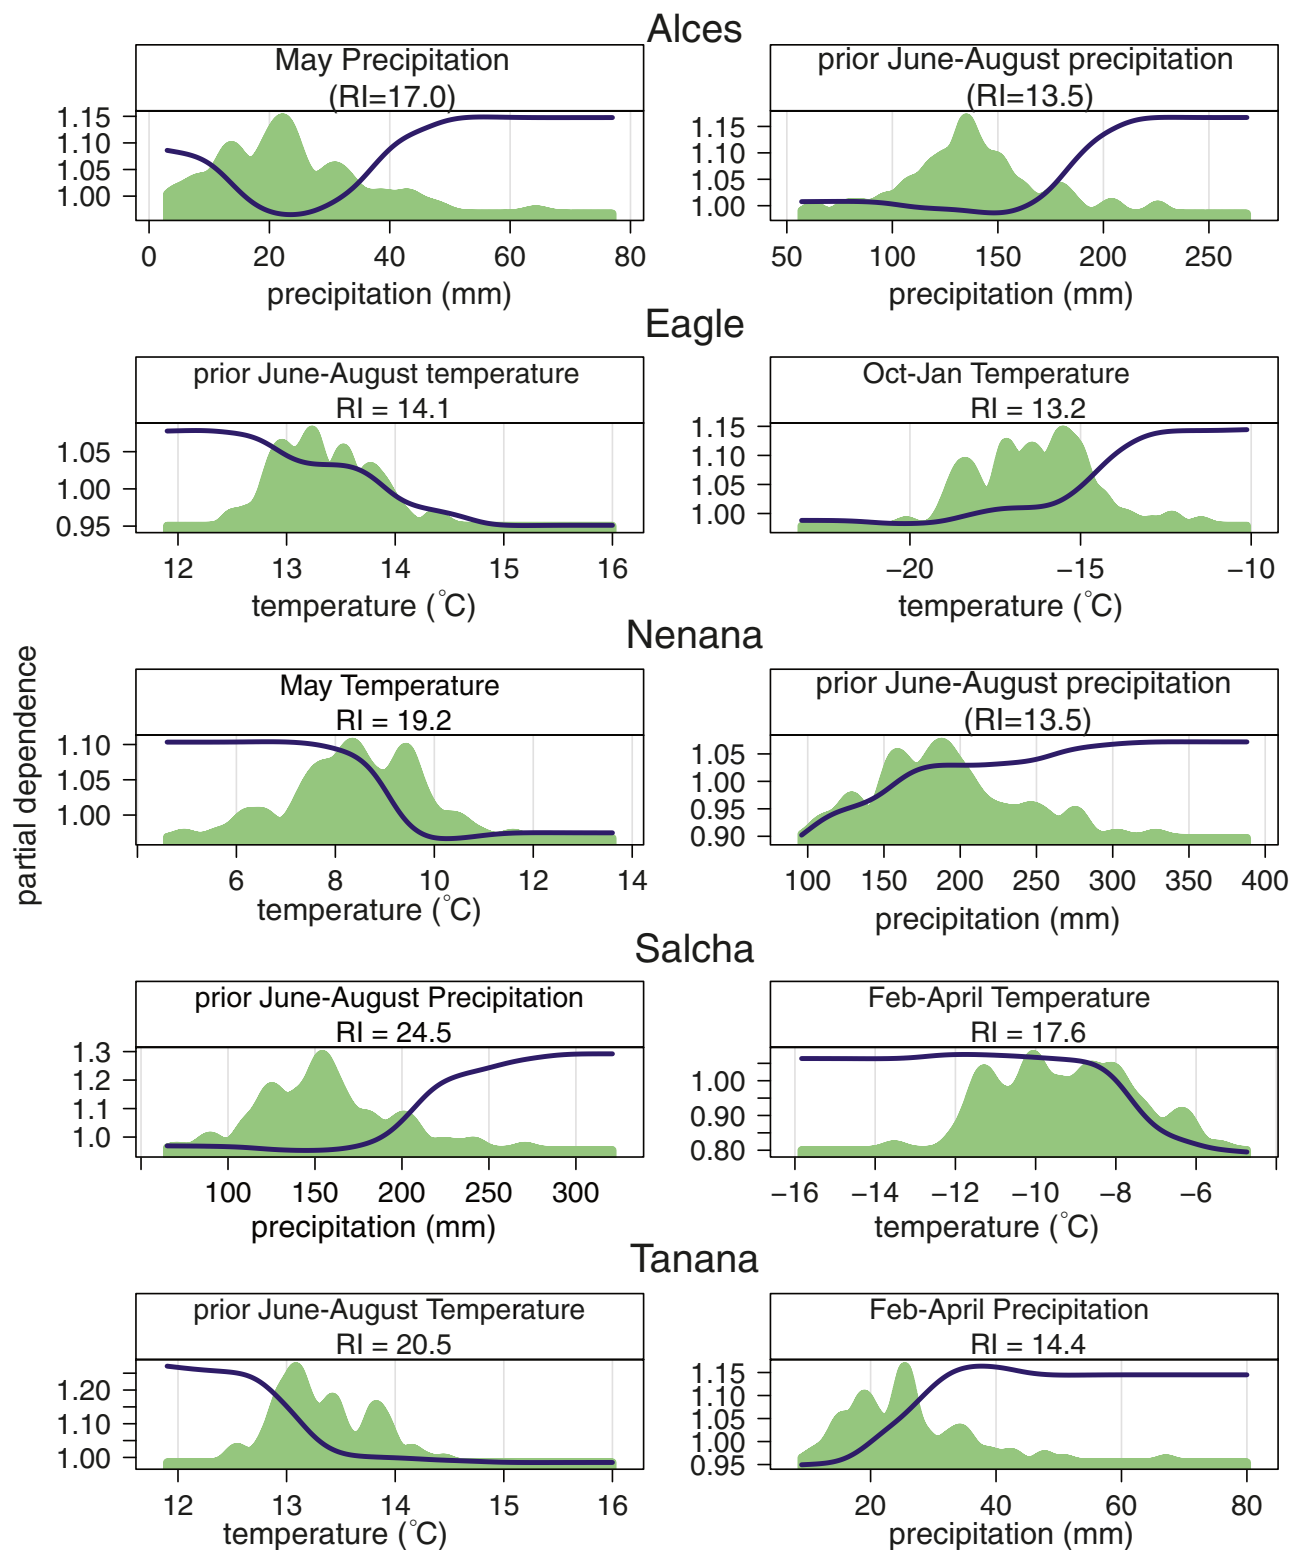 Alces
May Precipitation
(RI=17.0)
1.15
1.10
1.05
1.00
0 20 40 60 80
precipitation (mm)
prior June-August precipitation
(RI=13.5)
1.15
1.10
1.05
1.00
50 100 150 200 250
precipitation (mm)
Eagle
prior June-August temperature
RI = 14.1
1.05
1.00
0.95
12 13 14 15 16
temperature (°C)
Oct-Jan Temperature
RI = 13.2
1.15
1.10
1.05
1.00
−20 −15 −10
temperature (°C)
Nenana
May Temperature
RI = 19.2
1.10
1.05
1.00
6 8 10 12 14
temperature (°C)
prior June-August precipitation
(RI=13.5)
1.05
1.00
0.95
0.90
100 150 200 250 300 350 400
precipitation (mm)
partial dependence
Salcha
prior June-August Precipitation
RI = 24.5
1.3
1.2
1.1
1.0
100 150 200 250 300
precipitation (mm)
Feb-April Temperature
RI = 17.6
1.00
0.90
0.80
−16 −14 −12 −10 −8 −6
temperature (°C)
Tanana
prior June-August Temperature
RI = 20.5
1.20
1.10
1.00
12 13 14 15 16
temperature (°C)
Feb-April Precipitation
RI = 14.4
1.15
1.10
1.05
1.00
0.95
20 40 60 80
precipitation (mm)